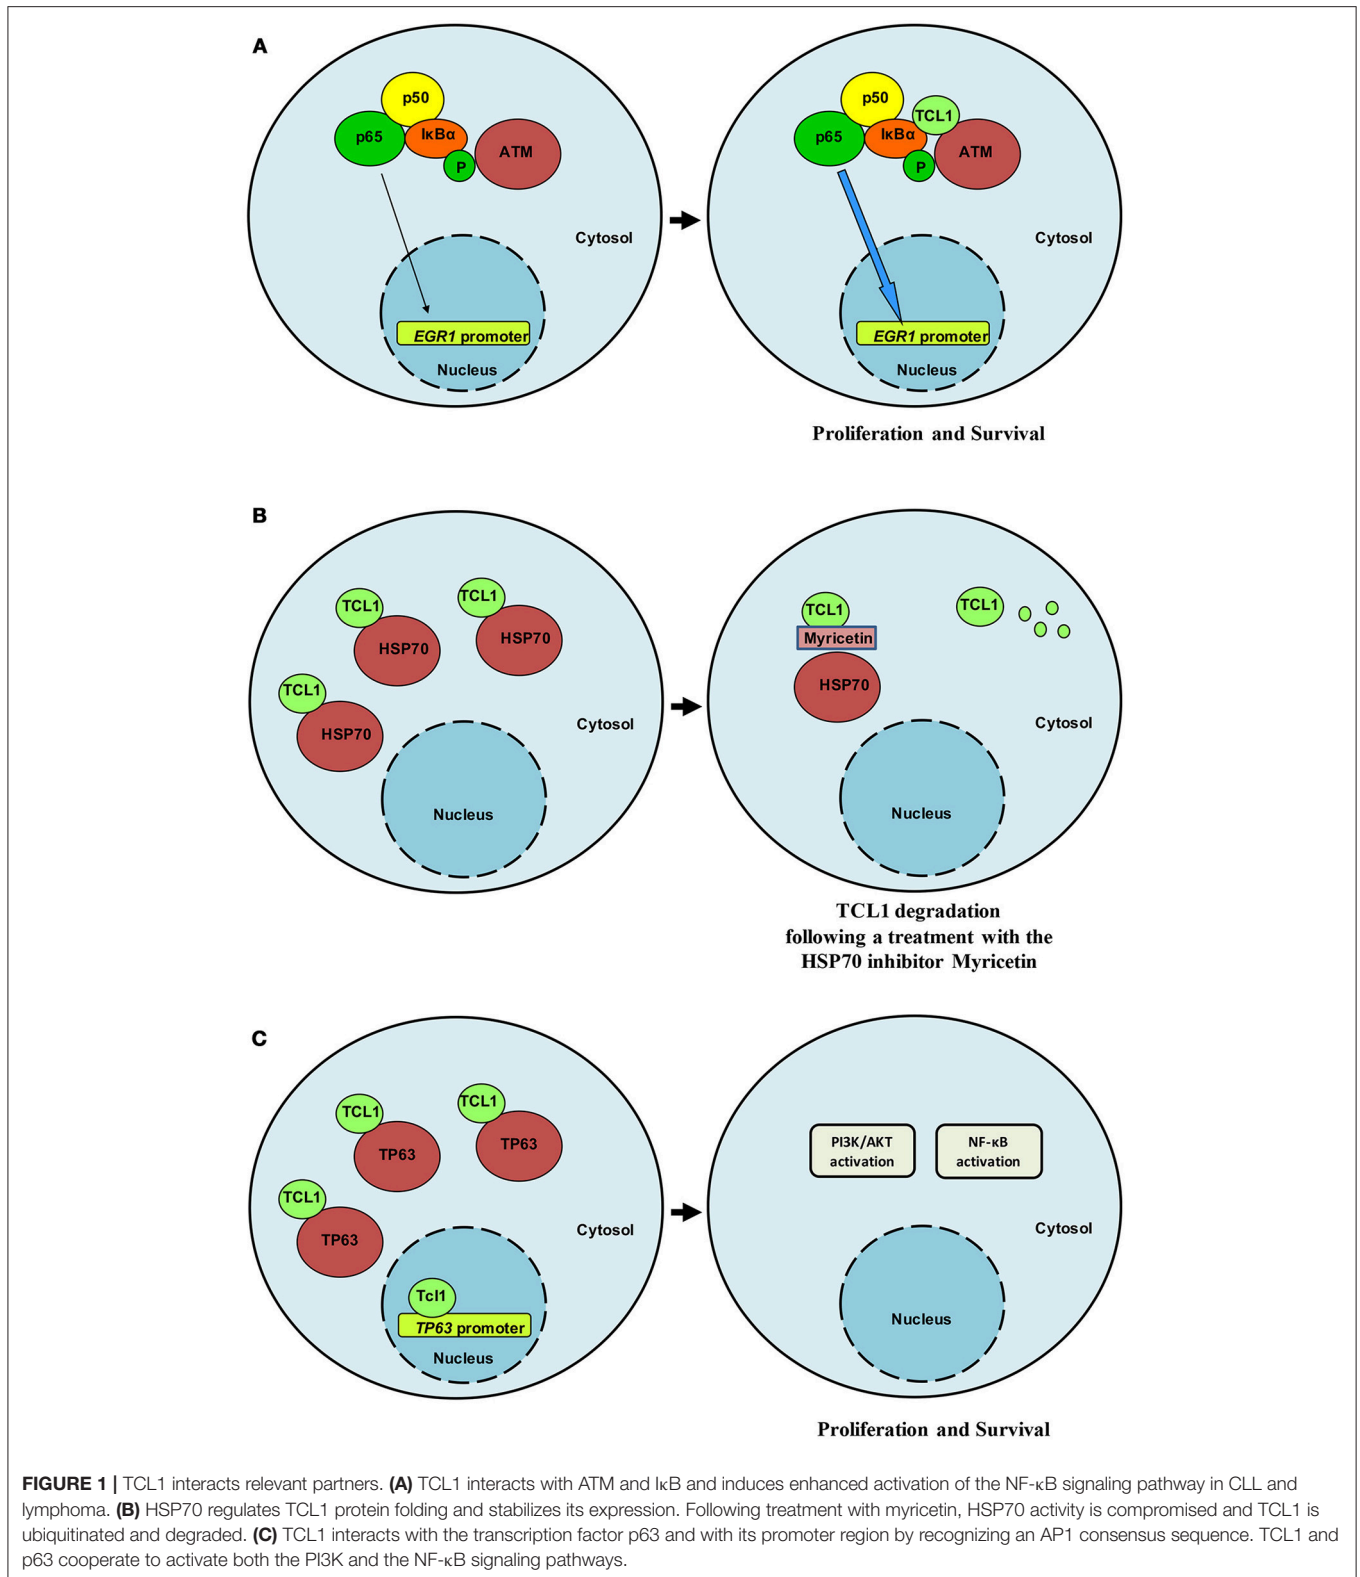 A
p50
p65
IκBα
P
ATM
Cytosol
EGR1 promoter
Nucleus
p50
TCL1
p65
IκBα
P
ATM
Cytosol
EGR1 promoter
Nucleus
Proliferation and Survival
B
TCL1
HSP70
TCL1
HSP70
TCL1
HSP70
Cytosol
Nucleus
TCL1
Myricetin
HSP70
TCL1
Cytosol
Nucleus
TCL1 degradation
following a treatment with the
HSP70 inhibitor Myricetin
C
TCL1
TP63
TCL1
TP63
TCL1
TP63
Cytosol
Tcl1
TP63 promoter
Nucleus
PI3K/AKT
activation
NF-κB
activation
Cytosol
Nucleus
Proliferation and Survival
FIGURE 1 | TCL1 interacts relevant partners. (A) TCL1 interacts with ATM and IκB and induces enhanced activation of the NF-κB signaling pathway in CLL and
lymphoma. (B) HSP70 regulates TCL1 protein folding and stabilizes its expression. Following treatment with myricetin, HSP70 activity is compromised and TCL1 is
ubiquitinated and degraded. (C) TCL1 interacts with the transcription factor p63 and with its promoter region by recognizing an AP1 consensus sequence. TCL1 and
p63 cooperate to activate both the PI3K and the NF-κB signaling pathways.